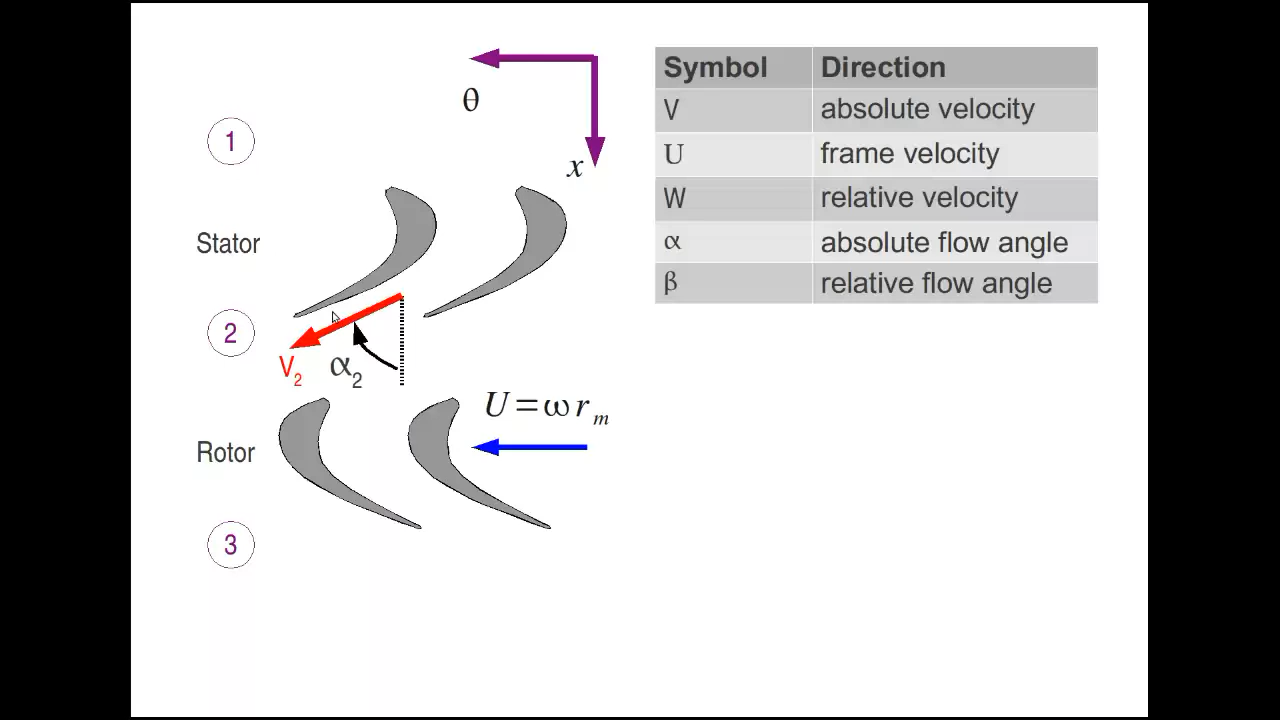 θ
x
1
Stator
2
V2
α2
U = ω r m
Rotor
3
Symbol Direction
V absolute velocity
U frame velocity
W relative velocity
α absolute flow angle
β relative flow angle